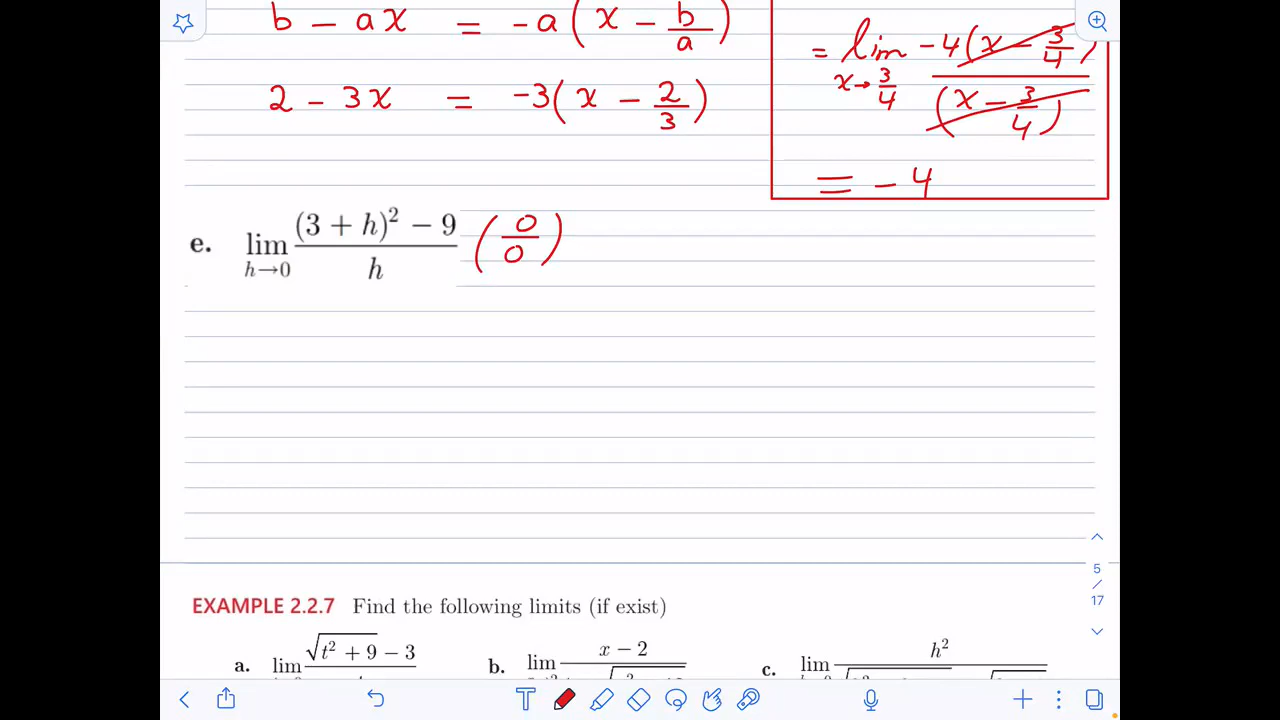 b - ax = -a(x - b/a)
2 - 3x = -3(x - 2/3)
= lim x→3/4 -4(x - 3/4) / (x - 3/4)
= -4
e. lim h→0 (3 + h)² - 9 / h (0/0)
5 / 17
EXAMPLE 2.2.7 Find the following limits (if exist)
a. lim √t² + 9 - 3
b. lim x - 2
c. lim h²